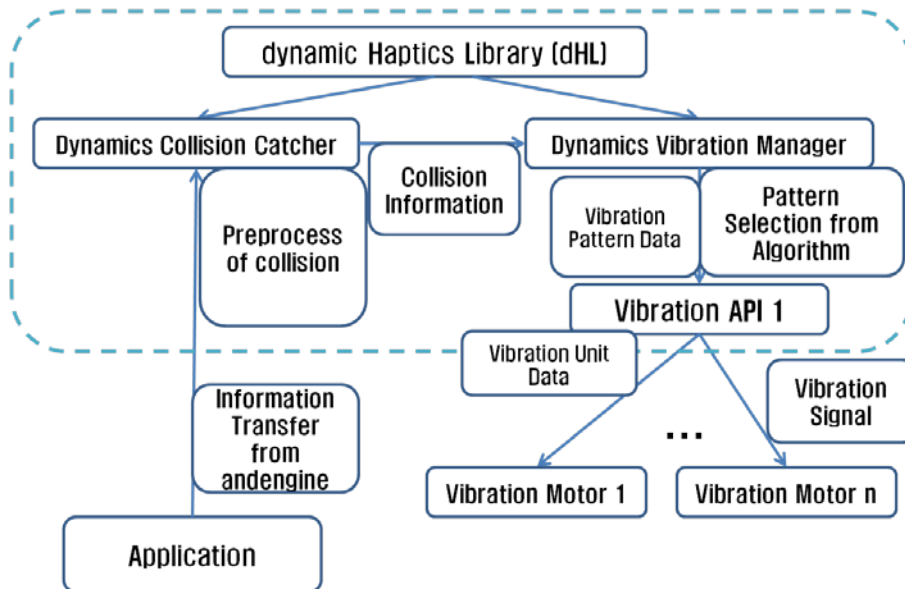 dynamic Haptics Library (dHL)
Dynamics Collision Catcher
Dynamics Vibration Manager
Collision
Information
Preprocess
of collision
Vibration
Pattern Data
Pattern
Selection from
Algorithm
Vibration API 1
Vibration Unit
Data
Vibration
Signal
Information
Transfer
from
andengine
...
Vibration Motor 1
Vibration Motor n
Application